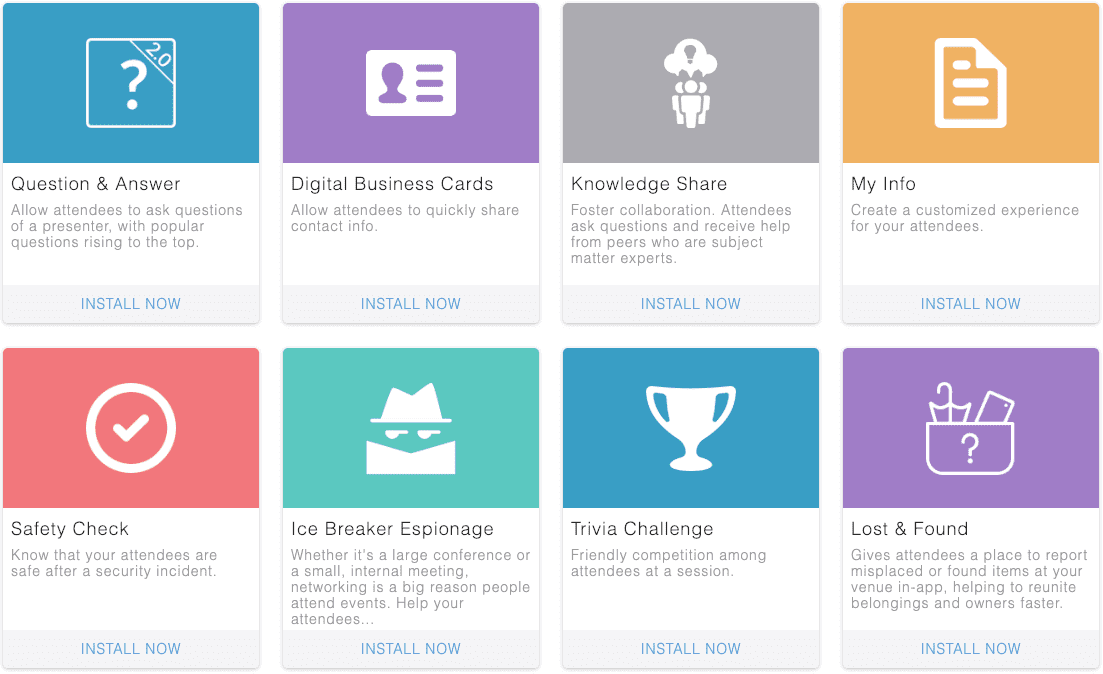 2.0
?
Question & Answer
Allow attendees to ask questions
of a presenter, with popular
questions rising to the top.
INSTALL NOW
Digital Business Cards
Allow attendees to quickly share
contact info.
INSTALL NOW
Knowledge Share
Foster collaboration. Attendees
ask questions and receive help
from peers who are subject
matter experts.
INSTALL NOW
My Info
Create a customized experience
for your attendees.
INSTALL NOW
Safety Check
Know that your attendees are
safe after a security incident.
INSTALL NOW
Ice Breaker Espionage
Whether it's a large conference or
a small, internal meeting,
networking is a big reason people
attend events. Help your
attendees...
INSTALL NOW
Trivia Challenge
Friendly competition among
attendees at a session.
INSTALL NOW
?
Lost & Found
Gives attendees a place to report
misplaced or found items at your
venue in-app, helping to reunite
belongings and owners faster.
INSTALL NOW